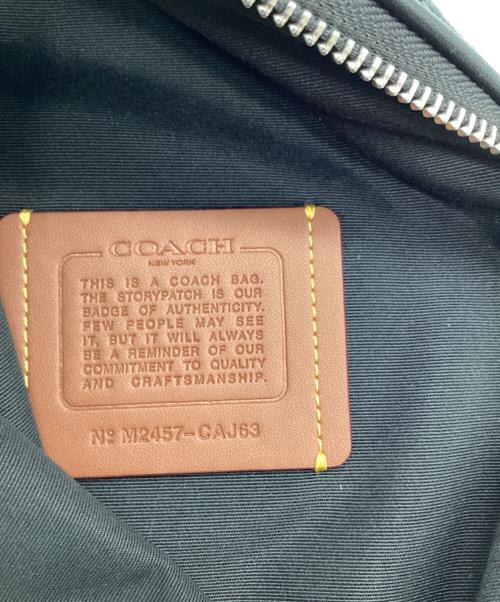 COACH
NEW YORK
THIS IS A COACH BAG.
THE STORYPATCH IS OUR
BADGE OF AUTHENTICITY.
FEW PEOPLE MAY SEE
IT, BUT IT WILL ALWAYS
BE A REMINDER OF OUR
COMMITMENT TO QUALITY
AND CRAFTSMANSHIP.
Nº M2457-CAJ63